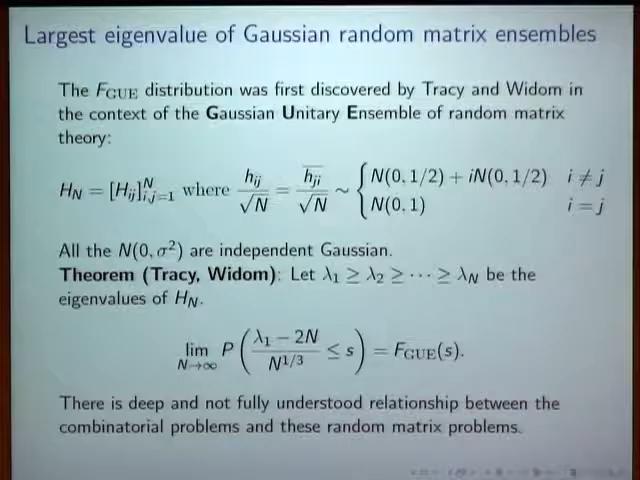 Largest eigenvalue of Gaussian random matrix ensembles
The F_GUE distribution was first discovered by Tracy and Widom in
the context of the Gaussian Unitary Ensemble of random matrix
theory:
H_N = [H_ij]^N_{i,j=1} where h_ij/√N = \overline{h_ji}/√N ∼ { N(0, 1/2) + iN(0, 1/2) i ≠ j
N(0, 1) i = j
All the N(0, σ²) are independent Gaussian.
Theorem (Tracy, Widom): Let λ₁ ≥ λ₂ ≥ ⋯ ≥ λ_N be the
eigenvalues of H_N.
lim_{N→∞} P( (λ₁ − 2N)/N^{1/3} ≤ s ) = F_GUE(s).
There is deep and not fully understood relationship between the
combinatorial problems and these random matrix problems.